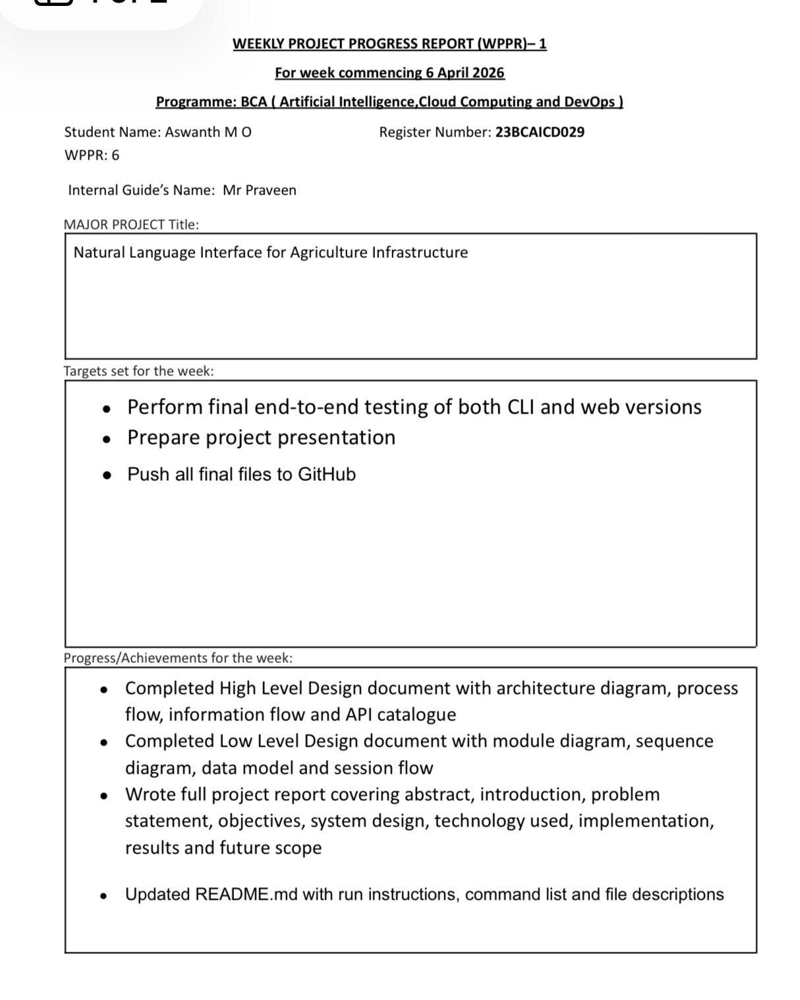 WEEKLY PROJECT PROGRESS REPORT (WPPR)– 1
For week commencing 6 April 2026
Programme: BCA ( Artificial Intelligence,Cloud Computing and DevOps )
Student Name: Aswanth M O Register Number: 23BCAICD029
WPPR: 6
Internal Guide’s Name: Mr Praveen
MAJOR PROJECT Title:
Natural Language Interface for Agriculture Infrastructure
Targets set for the week:
● Perform final end-to-end testing of both CLI and web versions
● Prepare project presentation
● Push all final files to GitHub
Progress/Achievements for the week:
● Completed High Level Design document with architecture diagram, process
flow, information flow and API catalogue
● Completed Low Level Design document with module diagram, sequence
diagram, data model and session flow
● Wrote full project report covering abstract, introduction, problem
statement, objectives, system design, technology used, implementation,
results and future scope
● Updated README.md with run instructions, command list and file descriptions